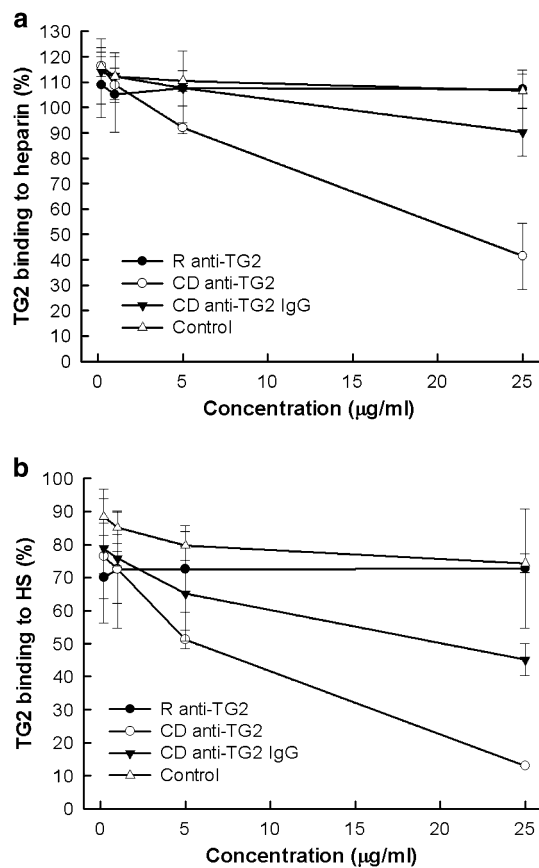 a
130
120
110
100
90
80
70
60
50
40
30
20
10
0
TG2 binding to heparin (%)
R anti-TG2
CD anti-TG2
CD anti-TG2 IgG
Control
0 5 10 15 20 25
Concentration (μg/ml)
b
100
90
80
70
60
50
40
30
20
10
0
TG2 binding to HS (%)
R anti-TG2
CD anti-TG2
CD anti-TG2 IgG
Control
0 5 10 15 20 25
Concentration (μg/ml)